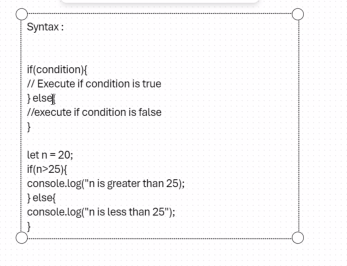 Syntax :
if(condition){
// Execute if condition is true
} else{
//execute if condition is false
}
let n = 20;
if(n>25){
console.log("n is greater than 25);
} else{
console.log("n is less than 25");
}